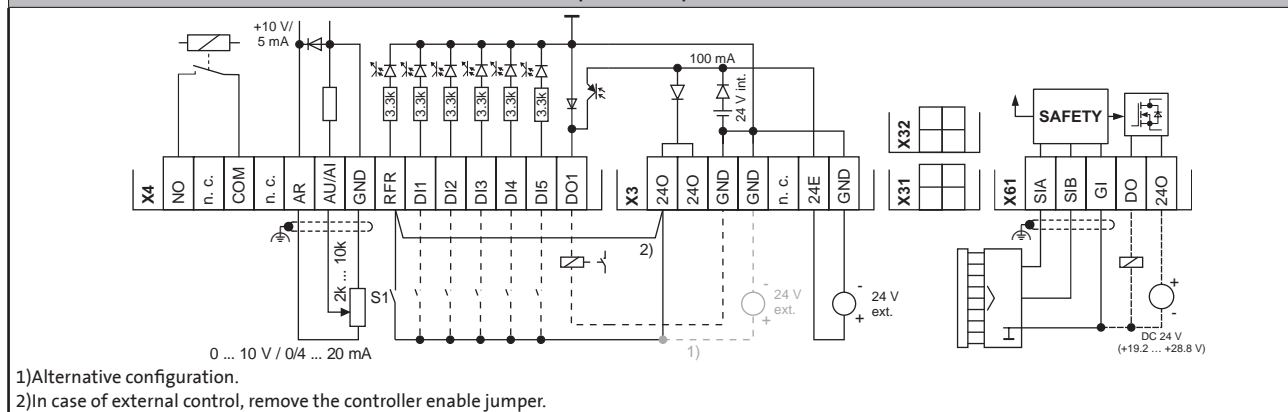 +10 V/
5 mA
100 mA
24 V int.
3.3k
3.3k
3.3k
3.3k
3.3k
3.3k
SAFETY
X32
X31
X4
NO
n. c.
COM
n. c.
AR
AU/AI
GND
RFR
DI1
DI2
DI3
DI4
DI5
DO1
X3
24O
24O
GND
GND
n. c.
24E
GND
X61
SIA
SIB
GI
DO
24O
2k ... 10k
S1
2)
-
24 V
ext.
+
-
24 V
ext.
+
+
-
1)
DC 24 V
(+19.2 ... +28.8 V)
0 ... 10 V / 0/4 ... 20 mA
1)Alternative configuration.
2)In case of external control, remove the controller enable jumper.